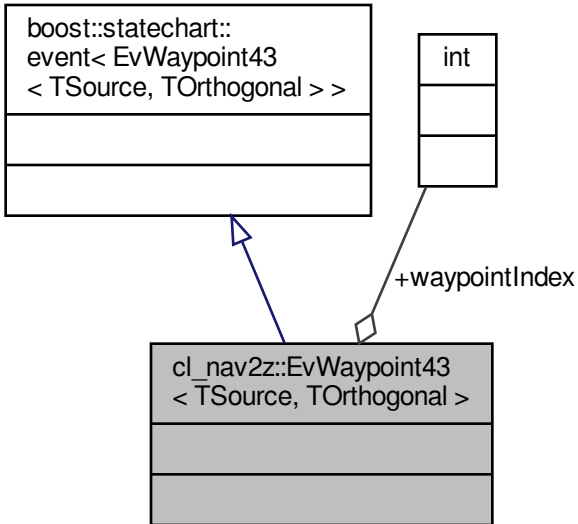 boost::statechart::
event< EvWaypoint43
< TSource, TOrthogonal > >
int
+waypointIndex
cl_nav2z::EvWaypoint43
< TSource, TOrthogonal >